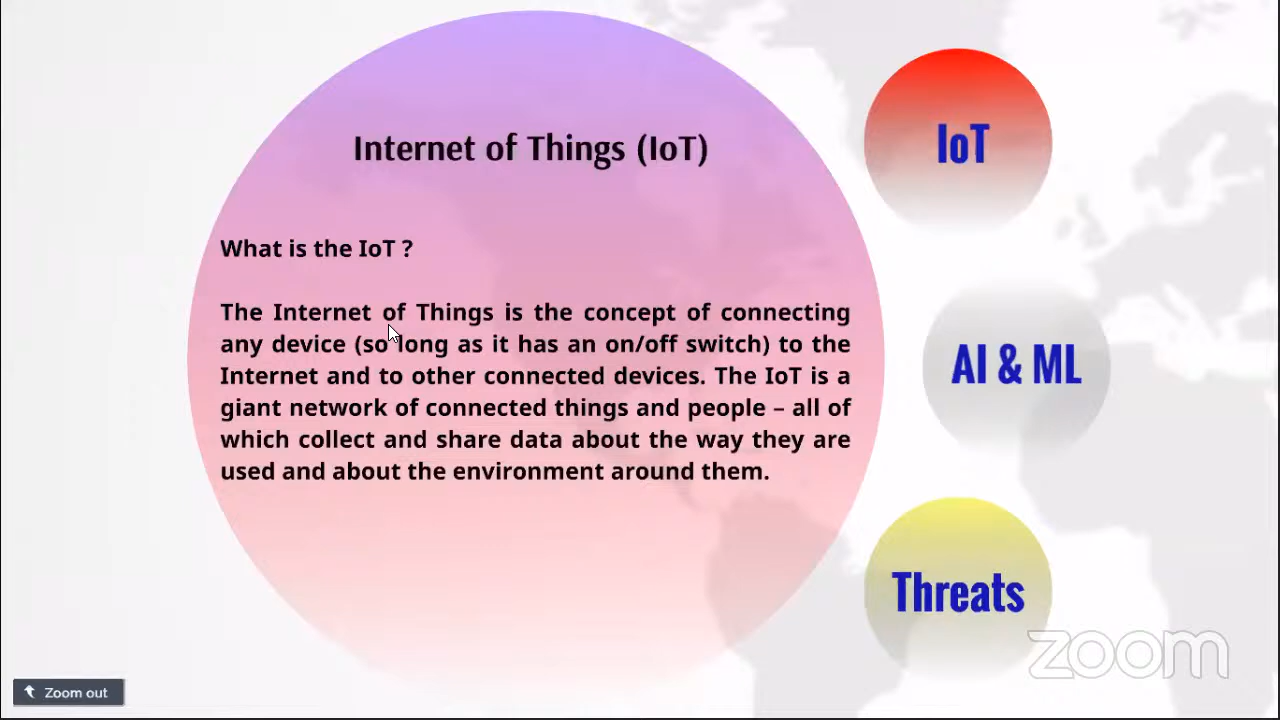 Internet of Things (IoT)
What is the IoT ?
The Internet of Things is the concept of connecting
any device (so long as it has an on/off switch) to the
Internet and to other connected devices. The IoT is a
giant network of connected things and people – all of
which collect and share data about the way they are
used and about the environment around them.
IoT
AI & ML
Threats
zoom
Zoom out